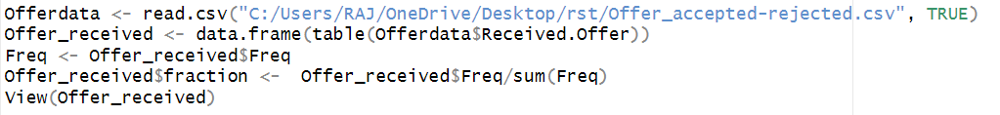 Offerdata <- read.csv("C:/Users/RAJ/OneDrive/Desktop/rst/Offer_accepted-rejected.csv", TRUE)
Offer_received <- data.frame(table(Offerdata$Received.Offer))
Freq <- Offer_received$Freq
Offer_received$fraction <-  Offer_received$Freq/sum(Freq)
View(Offer_received)